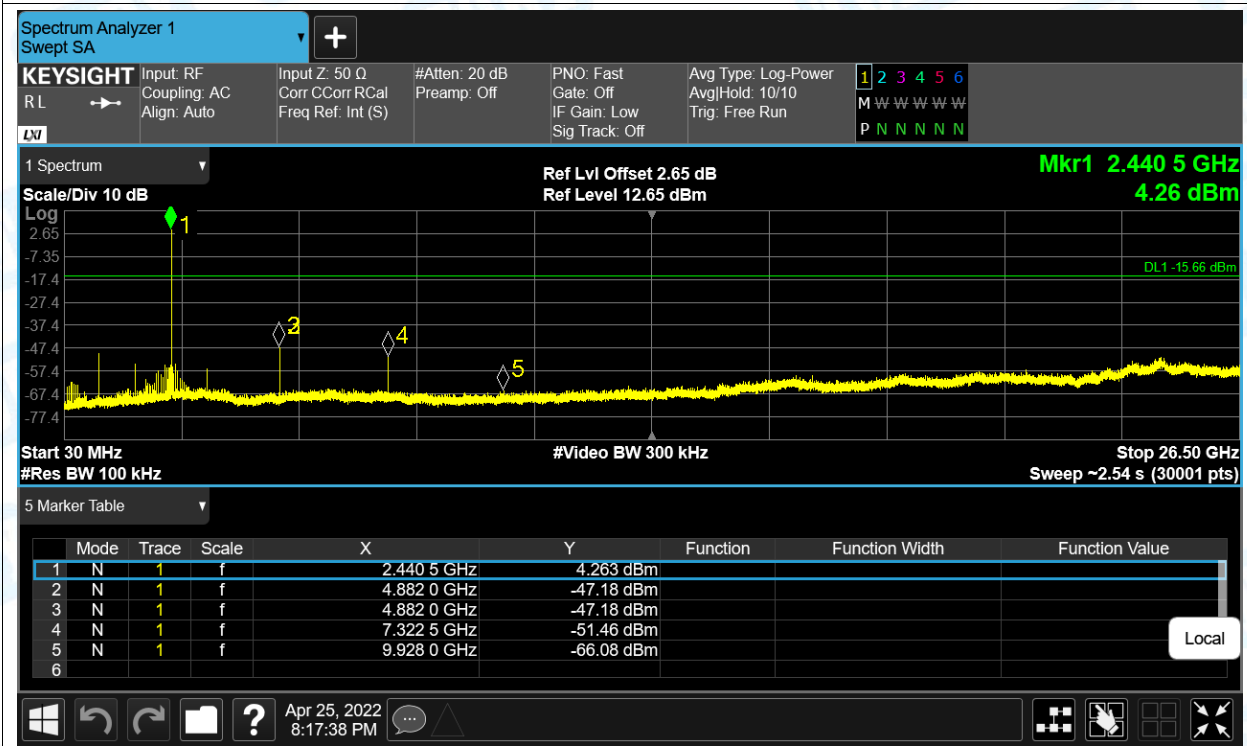 Spectrum Analyzer 1
Swept SA
+
KEYSIGHT
R L
LXI
Input: RF
Coupling: AC
Align: Auto
Input Z: 50 Ω
Corr CCorr RCal
Freq Ref: Int (S)
#Atten: 20 dB
Preamp: Off
PNO: Fast
Gate: Off
IF Gain: Low
Sig Track: Off
Avg Type: Log-Power
Avg|Hold: 10/10
Trig: Free Run
1 2 3 4 5 6
M W W W W W
P N N N N N
1 Spectrum
Scale/Div 10 dB
Log
Ref Lvl Offset 2.65 dB
Ref Level 12.65 dBm
Mkr1 2.440 5 GHz
4.26 dBm
2.65
-7.35
-17.4
-27.4
-37.4
-47.4
-57.4
-67.4
-77.4
1
3
4
5
DL1 -15.66 dBm
Start 30 MHz
#Video BW 300 kHz
Stop 26.50 GHz
#Res BW 100 kHz
Sweep ~2.54 s (30001 pts)
5 Marker Table
Mode Trace Scale X Y Function Function Width Function Value
1 N 1 f 2.440 5 GHz 4.263 dBm
2 N 1 f 4.882 0 GHz -47.18 dBm
3 N 1 f 4.882 0 GHz -47.18 dBm
4 N 1 f 7.322 5 GHz -51.46 dBm
5 N 1 f 9.928 0 GHz -66.08 dBm
6
Local
?
Apr 25, 2022
8:17:38 PM